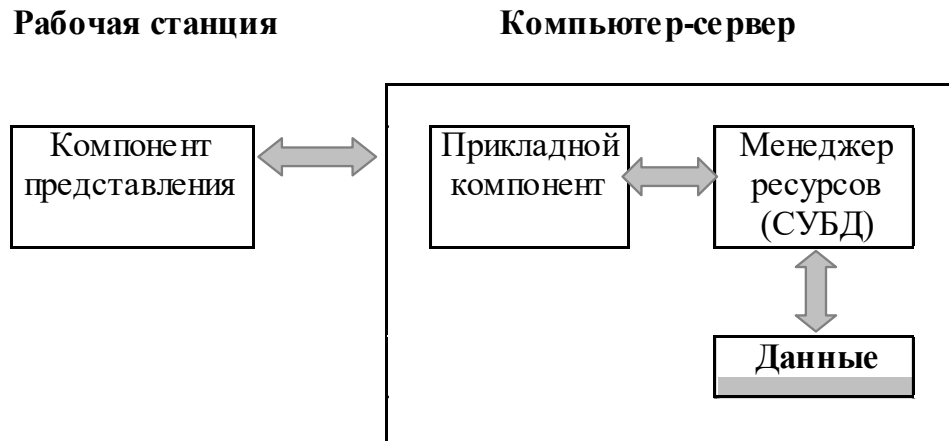 Рабочая станция
Компьютер-сервер
Компонент
представления
Прикладной
компонент
Менеджер
ресурсов
(СУБД)
Данные